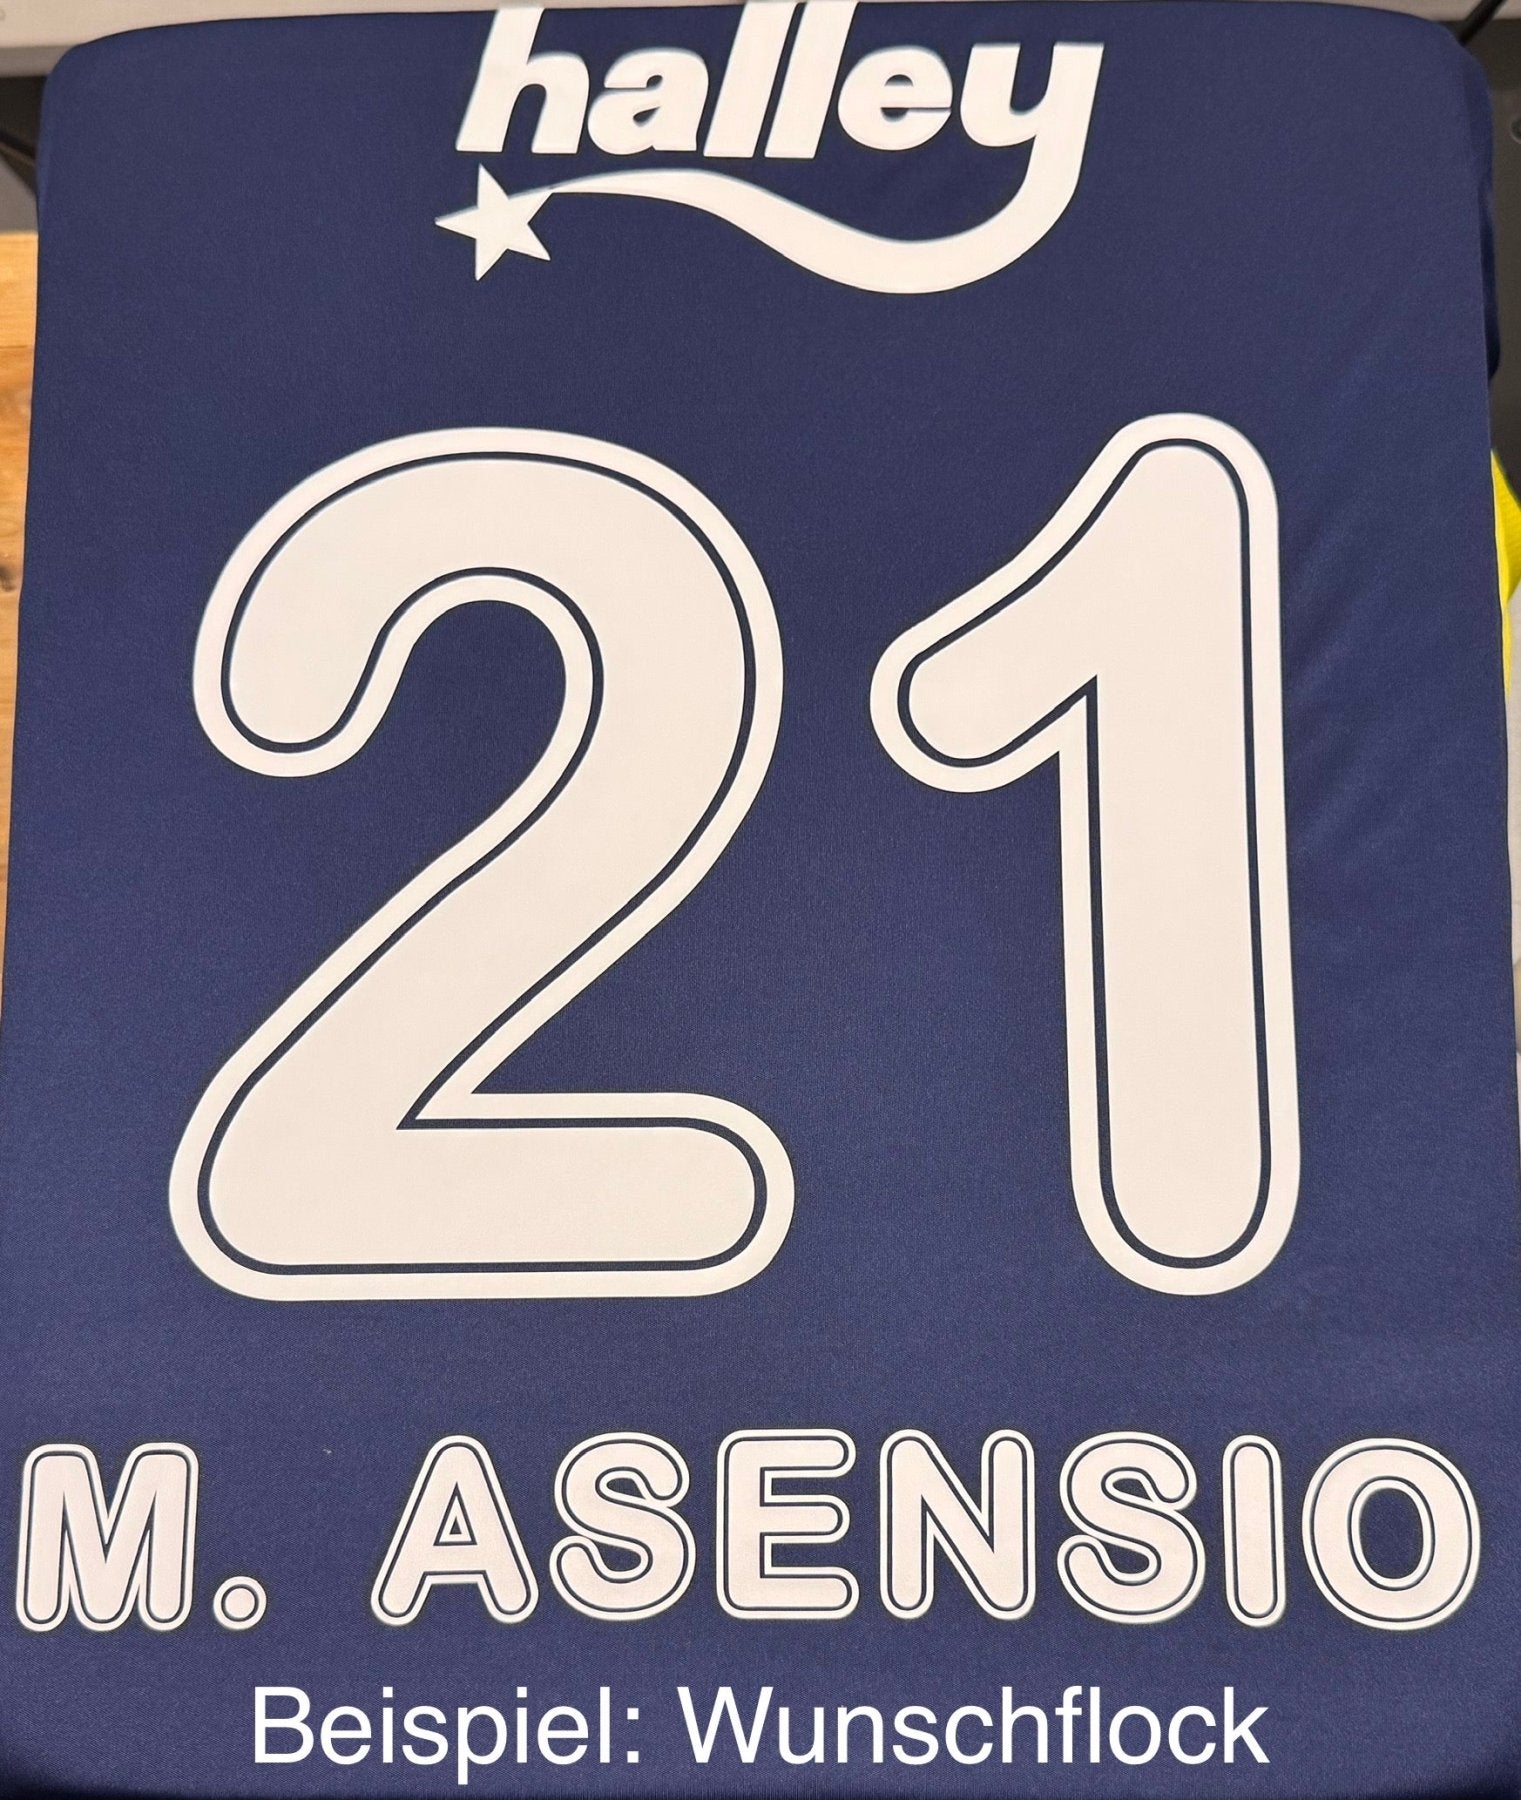 halley
21
M. ASENSIO
Beispiel: Wunschflock